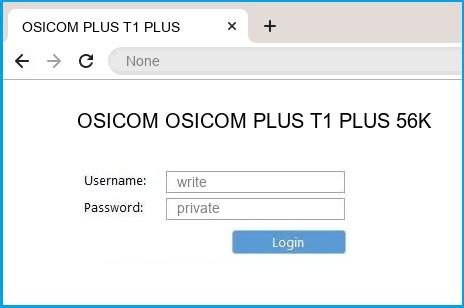 OSICOM PLUS T1 PLUS
None
OSICOM OSICOM PLUS T1 PLUS 56K
Username: write
Password: private
Login